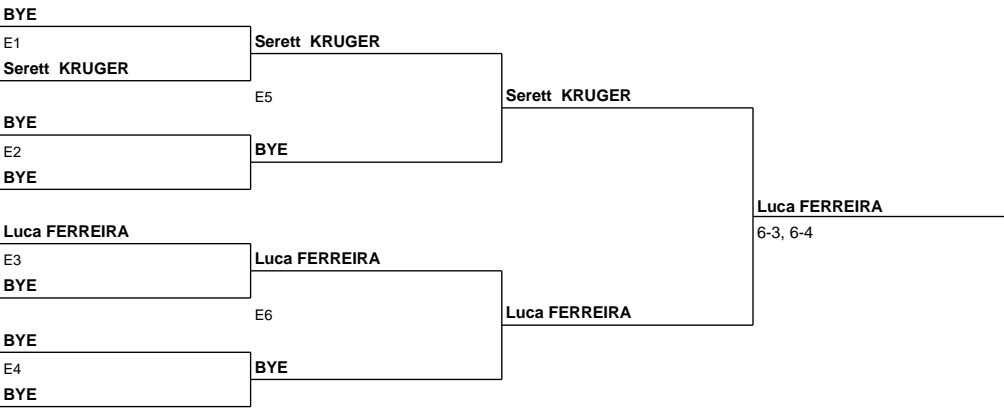 BYE
E1
Serett KRUGER
Serett KRUGER
E5
BYE
E2
BYE
BYE
Serett KRUGER
Luca FERREIRA
E3
BYE
Luca FERREIRA
E6
BYE
E4
BYE
BYE
Luca FERREIRA
Luca FERREIRA
6-3, 6-4